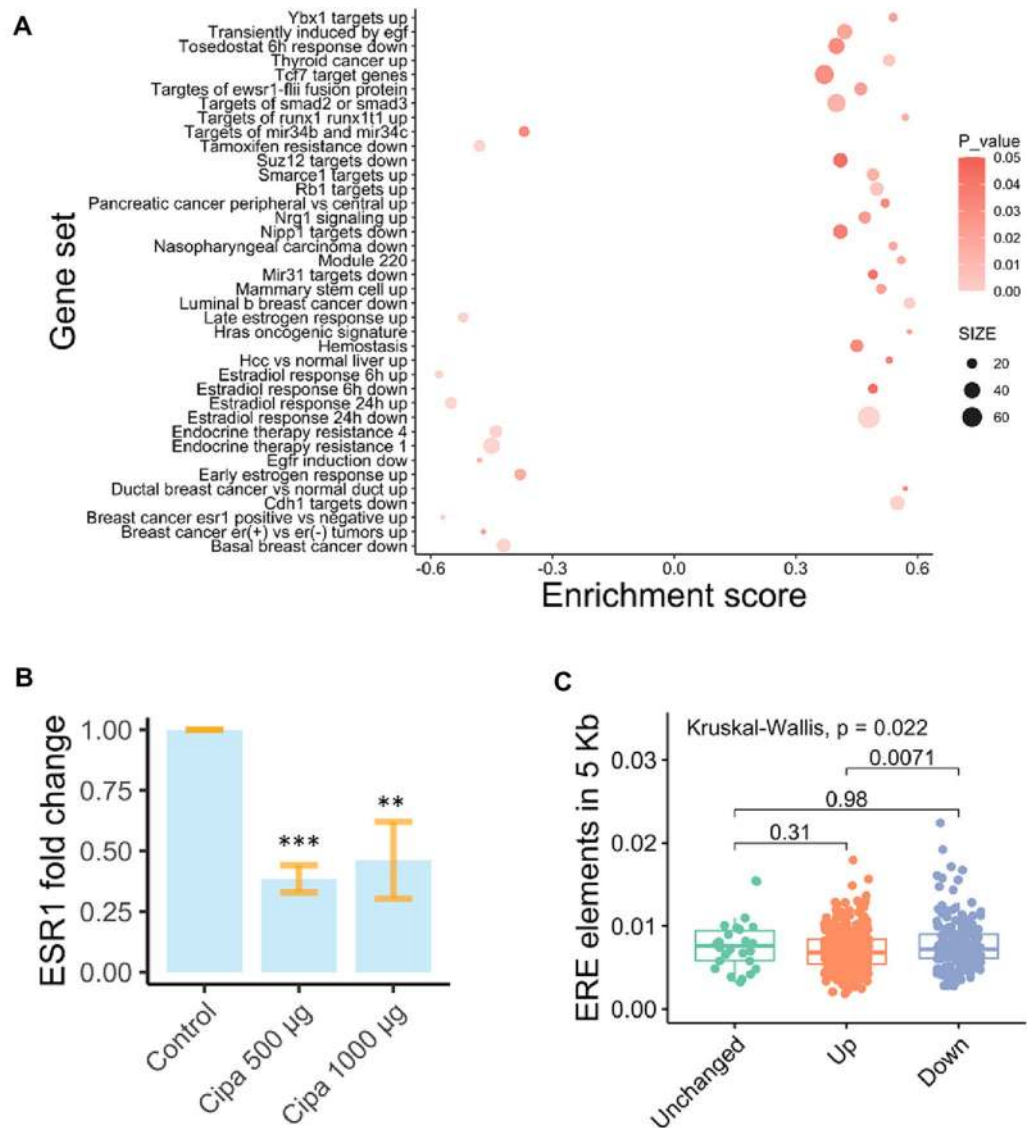 A
Gene set
Ybx1 targets up
Transiently induced by egf
Tosedostat 6h response down
Thyroid cancer up
Tcf7 target genes
Targtes of ewsr1-flii fusion protein
Targets of smad2 or smad3
Targets of runx1 runx1t1 up
Targets of mir34b and mir34c
Tamoxifen resistance down
Suz12 targets down
Smarce1 targets up
Rb1 targets up
Pancreatic cancer peripheral vs central up
Nrg1 signaling up
Nipp1 targets down
Nasopharyngeal carcinoma down
Module 220
Mir31 targets down
Mammary stem cell up
Luminal b breast cancer down
Late estrogen response up
Hras oncogenic signature
Hemostasis
Hcc vs normal liver up
Estradiol response 6h up
Estradiol response 6h down
Estradiol response 24h up
Estradiol response 24h down
Endocrine therapy resistance 4
Endocrine therapy resistance 1
Egfr induction dow
Early estrogen response up
Ductal breast cancer vs normal duct up
Cdh1 targets down
Breast cancer esr1 positive vs negative up
Breast cancer er(+) vs er(-) tumors up
Basal breast cancer down
-0.6 -0.3 0.0 0.3 0.6
Enrichment score
P_value
0.05
0.04
0.03
0.02
0.01
0.00
SIZE
20
40
60
B
ESR1 fold change
1.00
0.75
0.50
0.25
0.00
***
**
Control
Cipa 500 µg
Cipa 1000 µg
C
ERE elements in 5 Kb
0.03
0.02
0.01
0.00
Kruskal-Wallis, p = 0.022
0.0071
0.98
0.31
Unchanged
Up
Down